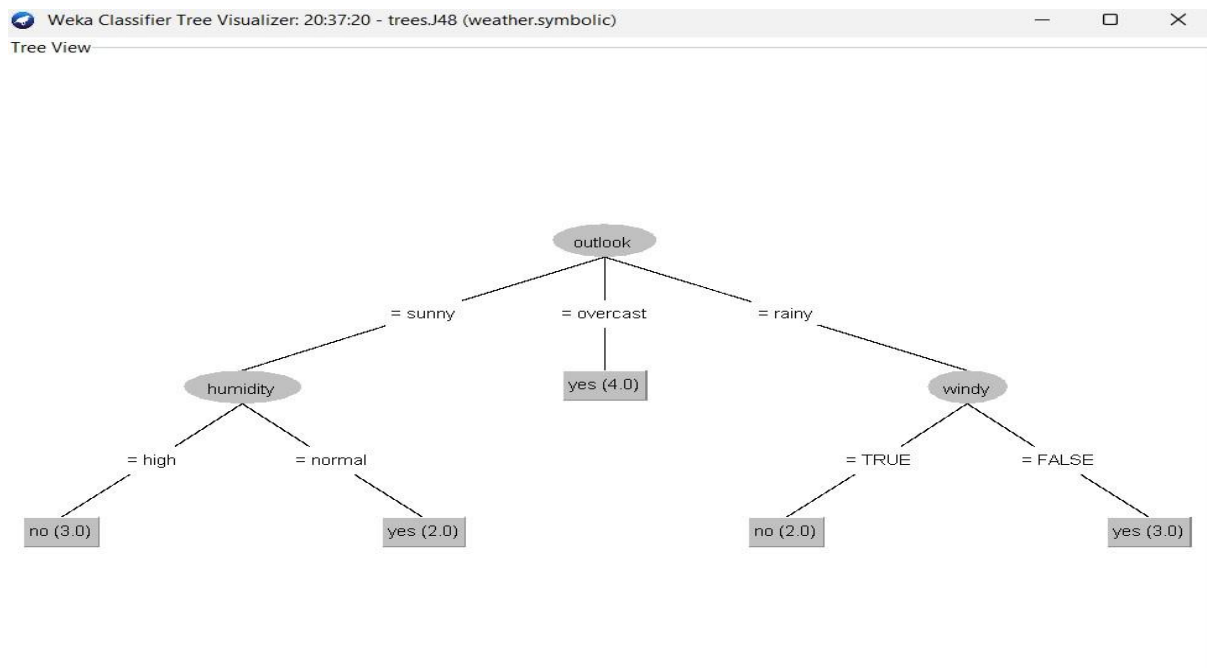 Weka Classifier Tree Visualizer: 20:37:20 - trees.J48 (weather.symbolic)
Tree View
outlook
= sunny
= overcast
= rainy
humidity
yes (4.0)
windy
= high
= normal
= TRUE
= FALSE
no (3.0)
yes (2.0)
no (2.0)
yes (3.0)